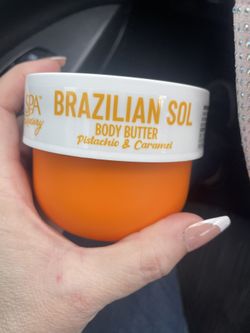 SPA
BRAZILIAN SOL
BODY BUTTER
Pistachio & Caramel